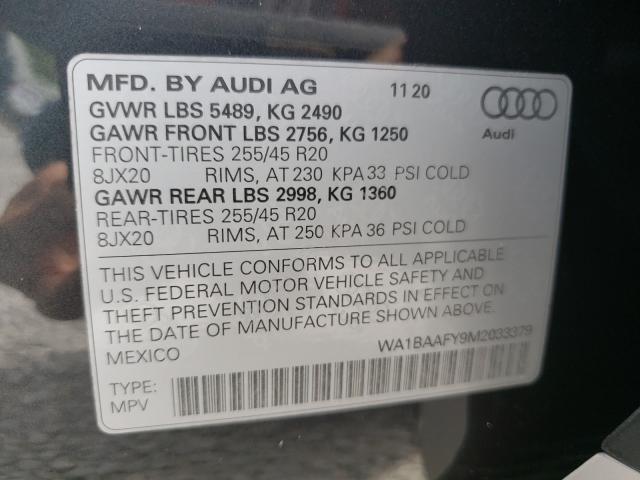 MFD. BY AUDI AG 11 20
GVWR LBS 5489, KG 2490
GAWR FRONT LBS 2756, KG 1250
Audi
FRONT-TIRES 255/45 R20
8JX20 RIMS, AT 230 KPA 33 PSI COLD
GAWR REAR LBS 2998, KG 1360
REAR-TIRES 255/45 R20
8JX20 RIMS, AT 250 KPA 36 PSI COLD
THIS VEHICLE CONFORMS TO ALL APPLICABLE
U.S. FEDERAL MOTOR VEHICLE SAFETY AND
THEFT PREVENTION STANDARDS IN EFFECT ON
THE DATE OF MANUFACTURE SHOWN ABOVE.
MEXICO
WA1BAAFY9M2033379
TYPE:
MPV